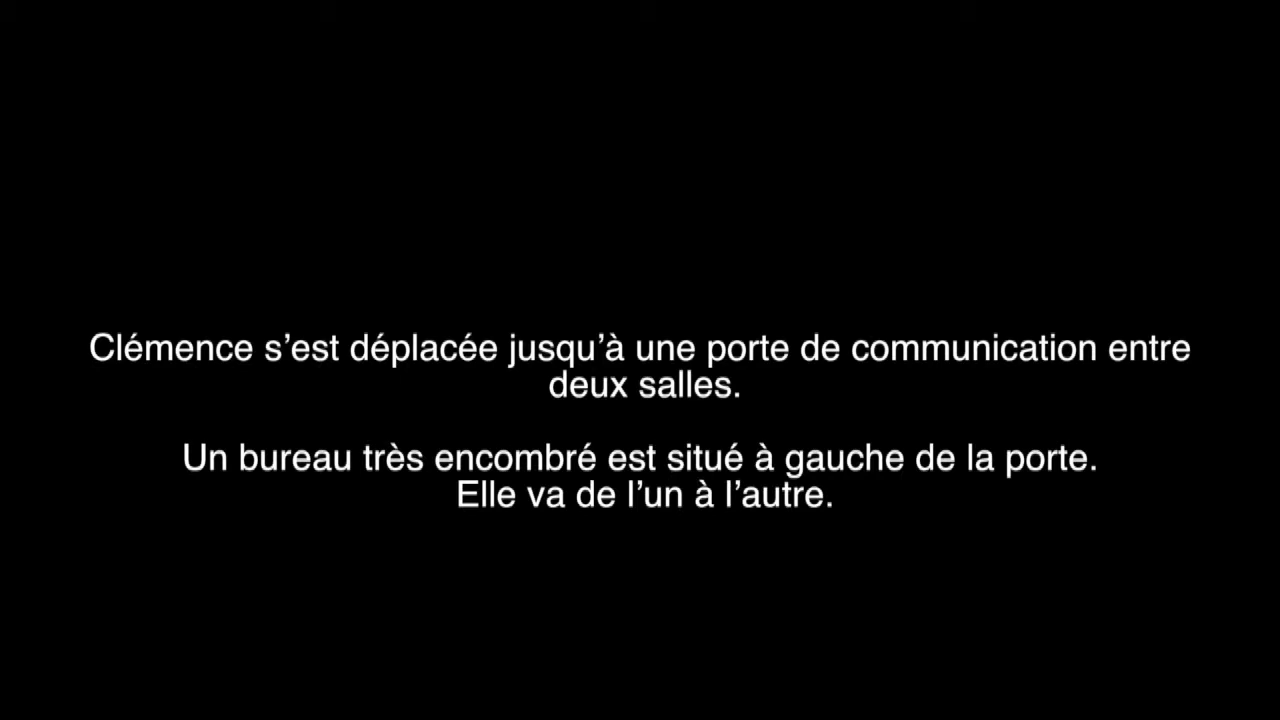 Clémence s’est déplacée jusqu’à une porte de communication entre
deux salles.
Un bureau très encombré est situé à gauche de la porte.
Elle va de l’un à l’autre.